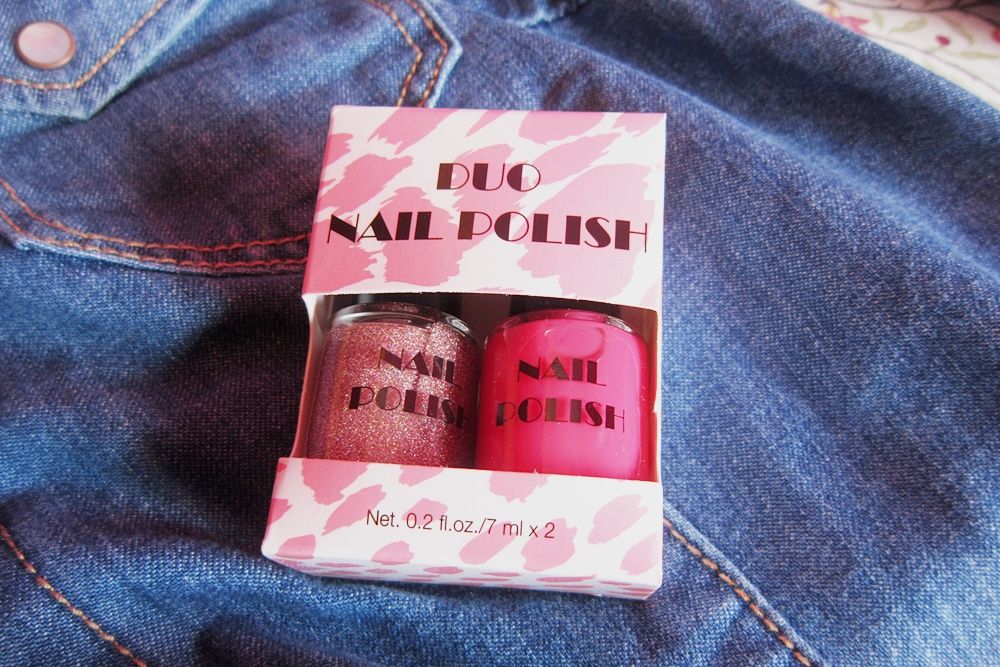 DUO
NAIL POLISH
NAIL
POLISH
NAIL
POLISH
Net. 0.2 fl.oz./7 ml x 2